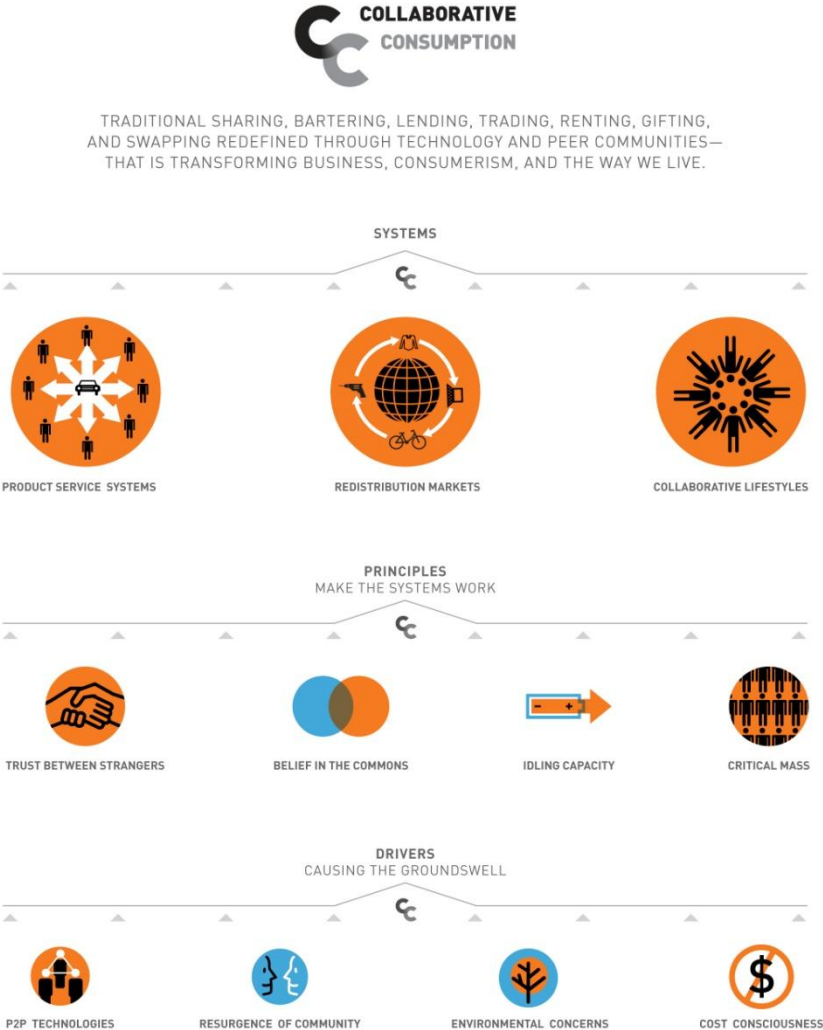 COLLABORATIVE
CONSUMPTION
TRADITIONAL SHARING, BARTERING, LENDING, TRADING, RENTING, GIFTING,
AND SWAPPING REDEFINED THROUGH TECHNOLOGY AND PEER COMMUNITIES—
THAT IS TRANSFORMING BUSINESS, CONSUMERISM, AND THE WAY WE LIVE.
SYSTEMS
CC
PRODUCT SERVICE SYSTEMS
REDISTRIBUTION MARKETS
COLLABORATIVE LIFESTYLES
PRINCIPLES
MAKE THE SYSTEMS WORK
CC
- +
TRUST BETWEEN STRANGERS
BELIEF IN THE COMMONS
IDLING CAPACITY
CRITICAL MASS
DRIVERS
CAUSING THE GROUNDSWELL
CC
$
P2P TECHNOLOGIES
RESURGENCE OF COMMUNITY
ENVIRONMENTAL CONCERNS
COST CONSCIOUSNESS